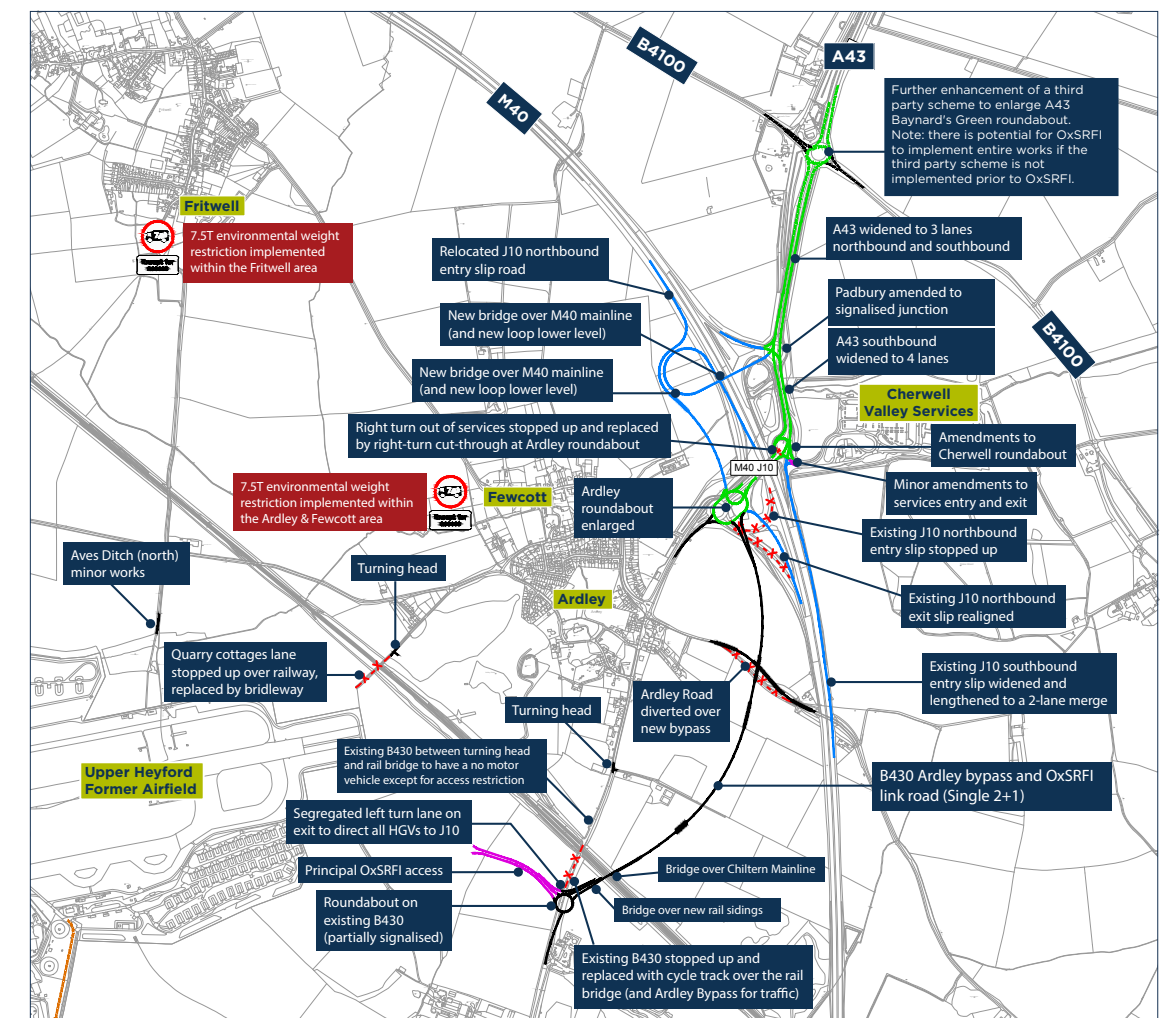 B4100
A43
M40
Further enhancement of a third
party scheme to enlarge A43
Baynard's Green roundabout.
Note: there is potential for OxSRFI
to implement entire works if the
third party scheme is not
implemented prior to OxSRFI.
Fritwell
7.5T environmental weight
restriction implemented
within the Fritwell area
Except for
A43 widened to 3 lanes
northbound and southbound
Relocated J10 northbound
entry slip road
Padbury amended to
signalised junction
New bridge over M40 mainline
(and new loop lower level)
B4100
A43 southbound
widened to 4 lanes
New bridge over M40 mainline
(and new loop lower level)
Cherwell
Valley Services
Right turn out of services stopped up and replaced
by right-turn cut-through at Ardley roundabout
Amendments to
Cherwell roundabout
M40 J10
7.5T environmental weight
restriction implemented within
the Ardley & Fewcott area
Except for
Fewcott
Ardley
roundabout
enlarged
Minor amendments to
services entry and exit
Existing J10 northbound
entry slip stopped up
Aves Ditch (north)
minor works
Turning head
Ardley
Existing J10 northbound
exit slip realigned
Quarry cottages lane
stopped up over railway,
replaced by bridleway
Ardley Road
diverted over
new bypass
Existing J10 southbound
entry slip widened and
lengthened to a 2-lane merge
Turning head
Existing B430 between turning head
and rail bridge to have a no motor
vehicle except for access restriction
Upper Heyford
Former Airfield
B430 Ardley bypass and OxSRFI
link road (Single 2+1)
Segregated left turn lane on
exit to direct all HGVs to J10
Principal OxSRFI access
Bridge over Chiltern Mainline
Roundabout on
existing B430
(partially signalised)
Bridge over new rail sidings
Existing B430 stopped up and
replaced with cycle track over the rail
bridge (and Ardley Bypass for traffic)